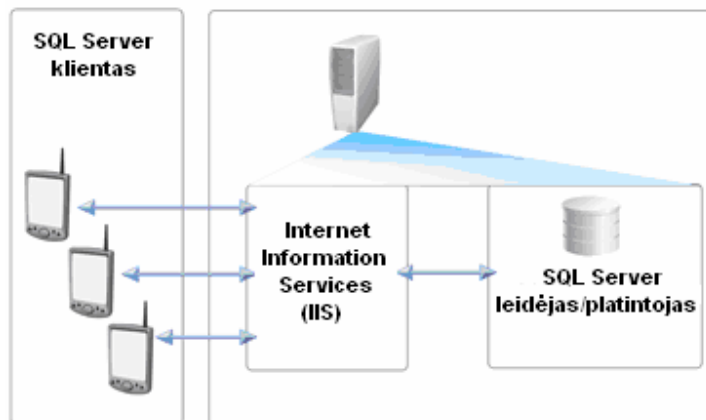 SQL Server
klientas
Internet
Information
Services
(IIS)
SQL Server
leidėjas/platintojas